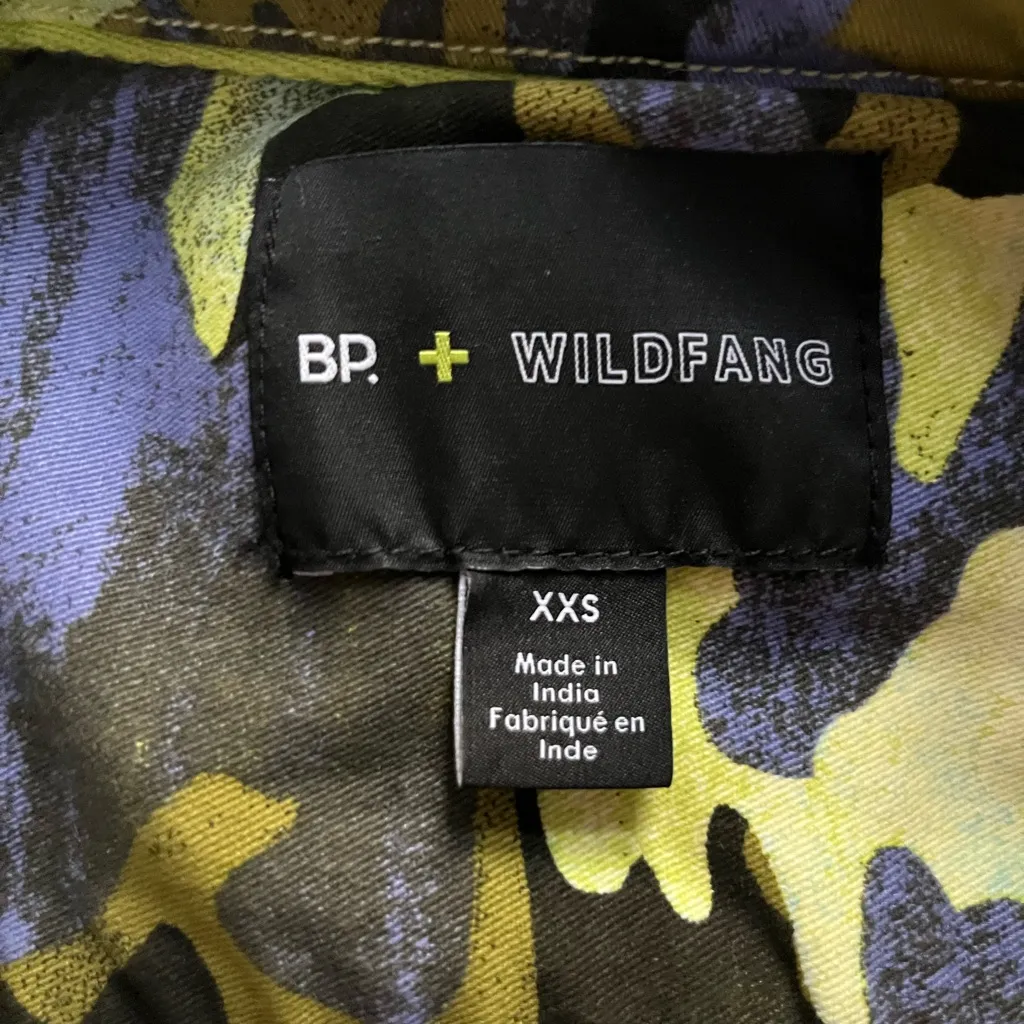 BP. + WILDFANG
XXS
Made in
India
Fabriqué en
Inde